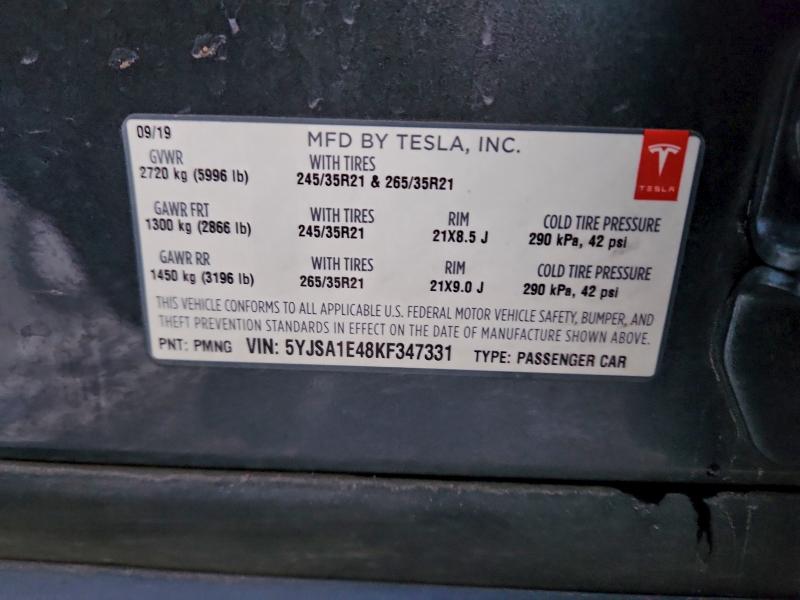 09/19 MFD BY TESLA, INC.
GVWR WITH TIRES
2720 kg (5996 lb) 245/35R21 & 265/35R21
TESLA
GAWR FRT WITH TIRES RIM COLD TIRE PRESSURE
1300 kg (2866 lb) 245/35R21 21X8.5 J 290 kPa, 42 psi
GAWR RR WITH TIRES RIM COLD TIRE PRESSURE
1450 kg (3196 lb) 265/35R21 21X9.0 J 290 kPa, 42 psi
THIS VEHICLE CONFORMS TO ALL APPLICABLE U.S. FEDERAL MOTOR VEHICLE SAFETY, BUMPER, AND
THEFT PREVENTION STANDARDS IN EFFECT ON THE DATE OF MANUFACTURE SHOWN ABOVE.
PNT: PMNG VIN: 5YJSA1E48KF347331 TYPE: PASSENGER CAR